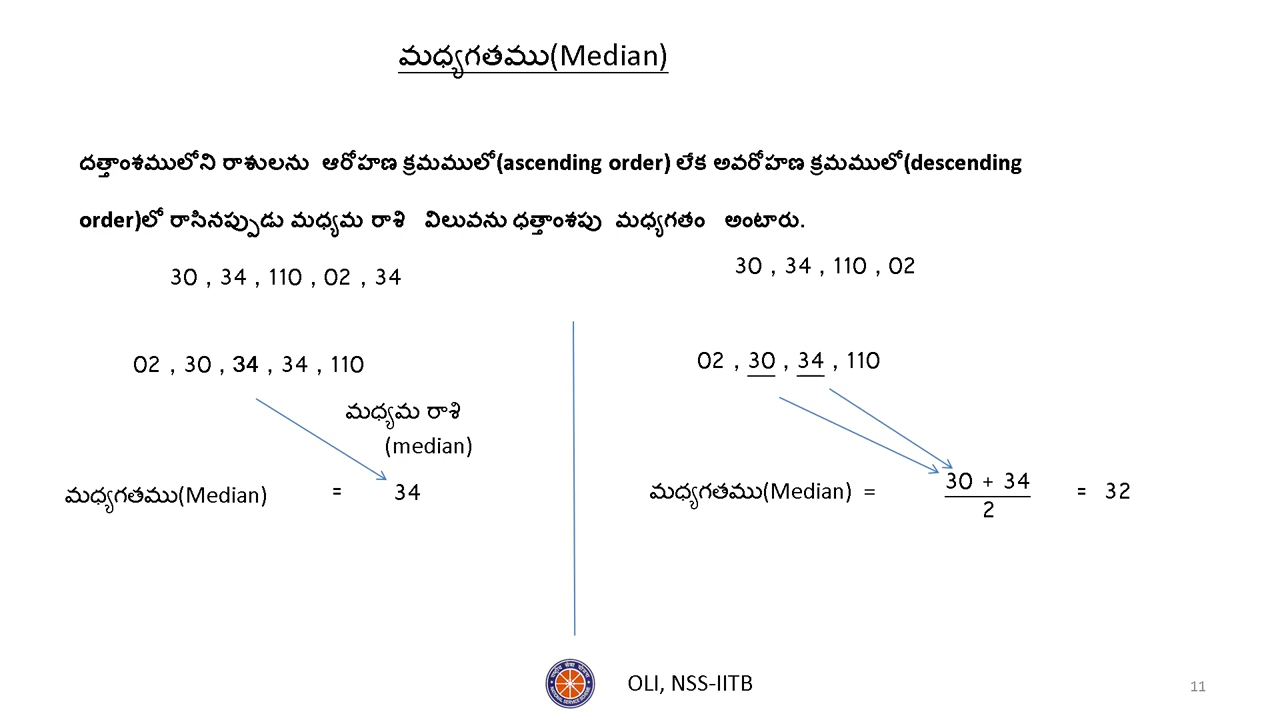 మధ్యగతము(Median)
దత్తాంశములోని రాశులను ఆరోహణ క్రమములో(ascending order) లేక అవరోహణ క్రమములో(descending
order)లో రాసినప్పుడు మధ్యమ రాశి విలువను ధత్తాంశపు మధ్యగతం అంటారు.
30 , 34 , 110 , 02 , 34
02 , 30 , 34 , 34 , 110
మధ్యమ రాశి
(median)
మధ్యగతము(Median) = 34
30 , 34 , 110 , 02
02 , 30 , 34 , 110
మధ్యగతము(Median) = 30 + 34
2
= 32
OLI, NSS-IITB
11